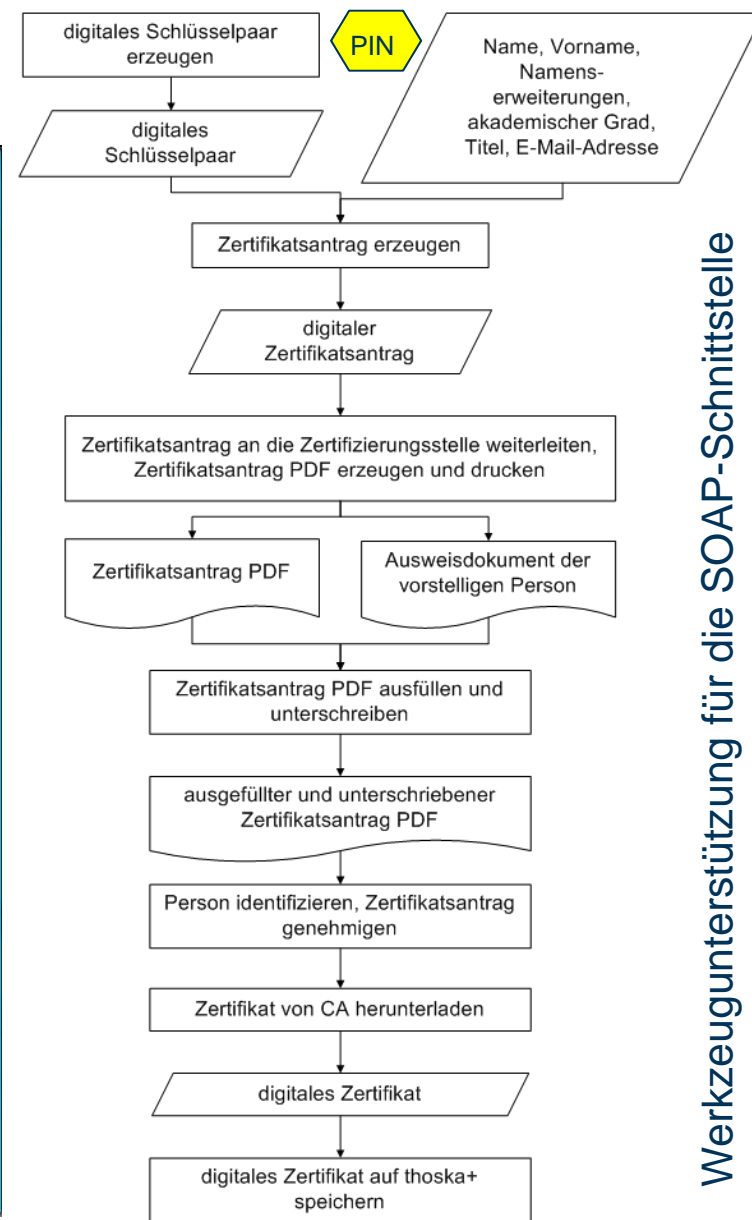 digitales Schlüsselpaar
erzeugen
PIN
Name, Vorname,
Namens-
erweiterungen,
akademischer Grad,
Titel, E-Mail-Adresse
digitales
Schlüsselpaar
Zertifikatsantrag erzeugen
digitaler
Zertifikatsantrag
Zertifikatsantrag an die Zertifizierungsstelle weiterleiten,
Zertifikatsantrag PDF erzeugen und drucken
Zertifikatsantrag PDF
Ausweisdokument der
vorstelligen Person
Zertifikatsantrag PDF ausfüllen und
unterschreiben
ausgefüllter und unterschriebener
Zertifikatsantrag PDF
Person identifizieren, Zertifikatsantrag
genehmigen
Zertifikat von CA herunterladen
digitales Zertifikat
digitales Zertifikat auf thoska+
speichern
Werkzeugunterstützung für die SOAP-Schnittstelle